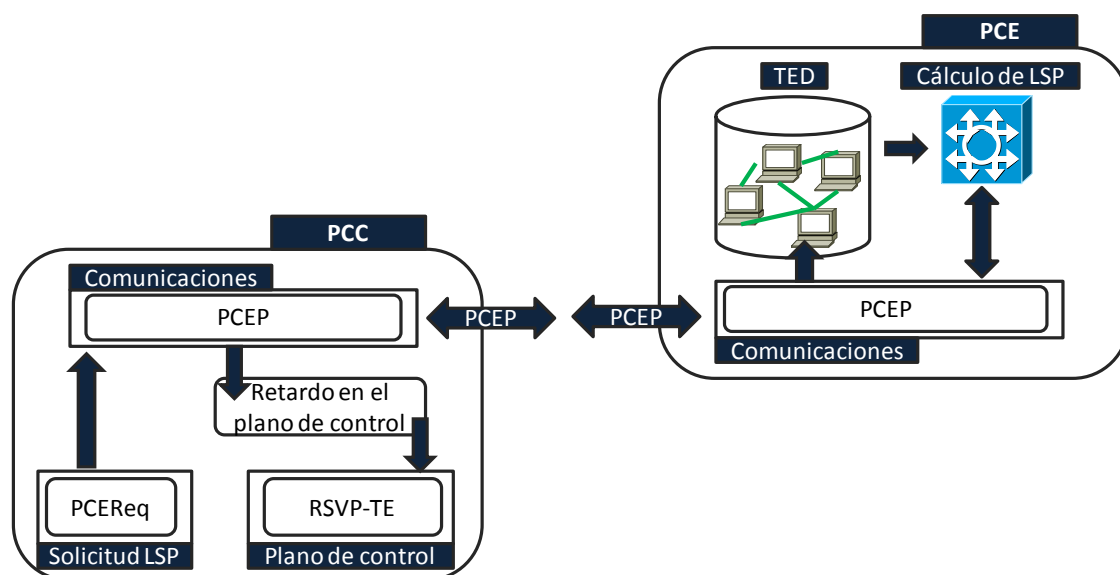 PCE
TED
Cálculo de LSP
PCC
Comunicaciones
PCEP
PCEP
PCEP
PCEP
Comunicaciones
Retardo en el
plano de control
PCEReq
RSVP-TE
Solicitud LSP
Plano de control